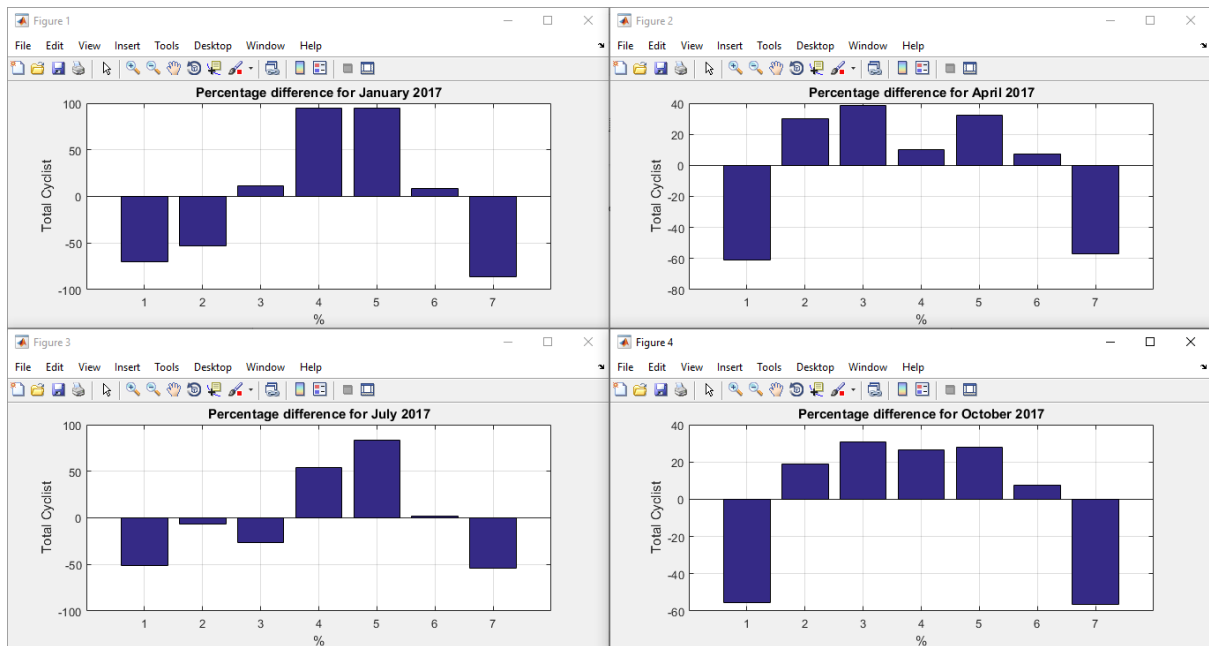 Figure 1
File Edit View Insert Tools Desktop Window Help
Percentage difference for January 2017
100
50
0
-50
-100
Total Cyclist
1 2 3 4 5 6 7
%
Figure 2
File Edit View Insert Tools Desktop Window Help
Percentage difference for April 2017
40
20
0
-20
-40
-60
-80
Total Cyclist
1 2 3 4 5 6 7
%
Figure 3
File Edit View Insert Tools Desktop Window Help
Percentage difference for July 2017
100
50
0
-50
-100
Total Cyclist
1 2 3 4 5 6 7
%
Figure 4
File Edit View Insert Tools Desktop Window Help
Percentage difference for October 2017
40
20
0
-20
-40
-60
Total Cyclist
1 2 3 4 5 6 7
%